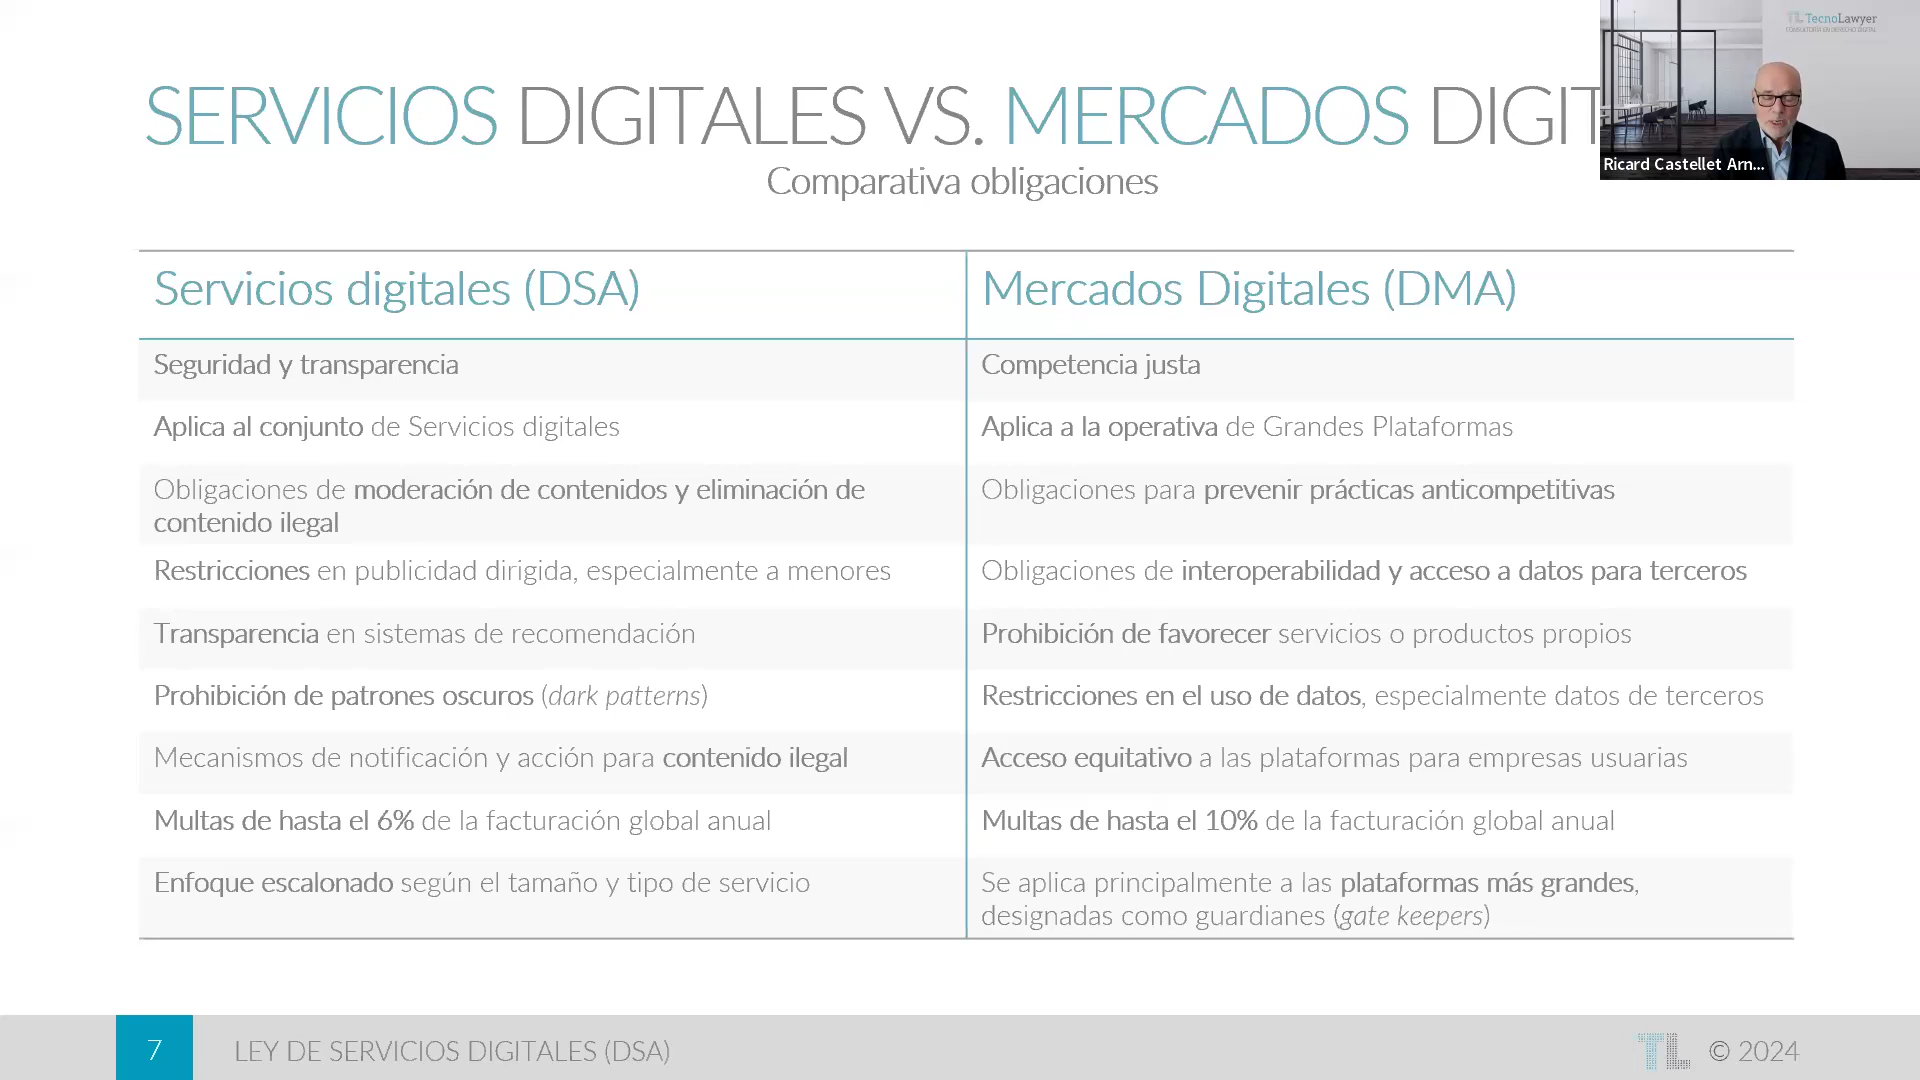 TL TecnoLawyer
CONSULTORÍA EN DERECHO DIGITAL
SERVICIOS DIGITALES VS. MERCADOS DIGIT
Ricard Castellet Arn...
Comparativa obligaciones
Servicios digitales (DSA)
Mercados Digitales (DMA)
Seguridad y transparencia
Competencia justa
Aplica al conjunto de Servicios digitales
Aplica a la operativa de Grandes Plataformas
Obligaciones de moderación de contenidos y eliminación de
contenido ilegal
Obligaciones para prevenir prácticas anticompetitivas
Restricciones en publicidad dirigida, especialmente a menores
Obligaciones de interoperabilidad y acceso a datos para terceros
Transparencia en sistemas de recomendación
Prohibición de favorecer servicios o productos propios
Prohibición de patrones oscuros (dark patterns)
Restricciones en el uso de datos, especialmente datos de terceros
Mecanismos de notificación y acción para contenido ilegal
Acceso equitativo a las plataformas para empresas usuarias
Multas de hasta el 6% de la facturación global anual
Multas de hasta el 10% de la facturación global anual
Enfoque escalonado según el tamaño y tipo de servicio
Se aplica principalmente a las plataformas más grandes,
designadas como guardianes (gate keepers)
7
LEY DE SERVICIOS DIGITALES (DSA)
TL © 2024